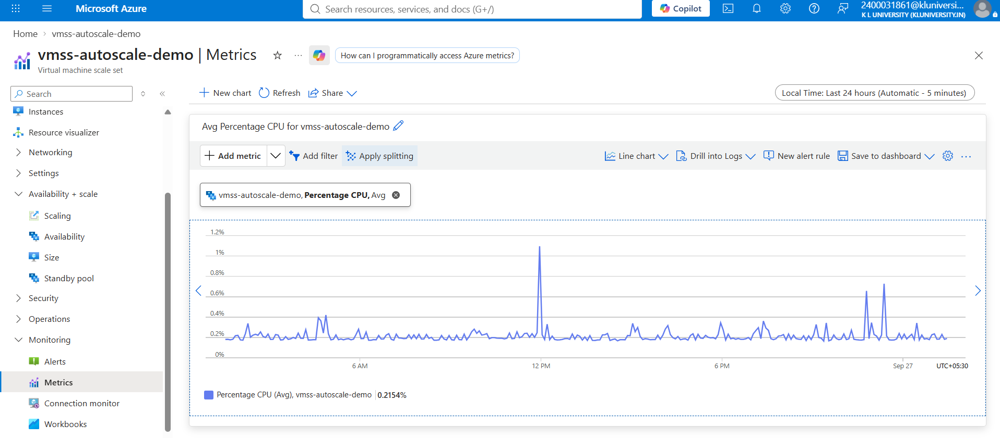 Microsoft Azure
Search resources, services, and docs (G+/)
Copilot
2400031861@kluniversi...
K L UNIVERSITY (KLUNIVERSITY.IN)
Home > vmss-autoscale-demo
vmss-autoscale-demo | Metrics
...
How can I programmatically access Azure metrics?
Virtual machine scale set
Search
Instances
Resource visualizer
Networking
Settings
Availability + scale
Scaling
Availability
Size
Standby pool
Security
Operations
Monitoring
Alerts
Metrics
Connection monitor
Workbooks
New chart
Refresh
Share
Local Time: Last 24 hours (Automatic - 5 minutes)
Avg Percentage CPU for vmss-autoscale-demo
Add metric
Add filter
Apply splitting
Line chart
Drill into Logs
New alert rule
Save to dashboard
...
vmss-autoscale-demo, Percentage CPU, Avg
1.2%
1%
0.8%
0.6%
0.4%
0.2%
0%
6 AM
12 PM
6 PM
Sep 27
UTC+05:30
Percentage CPU (Avg), vmss-autoscale-demo | 0.2154%